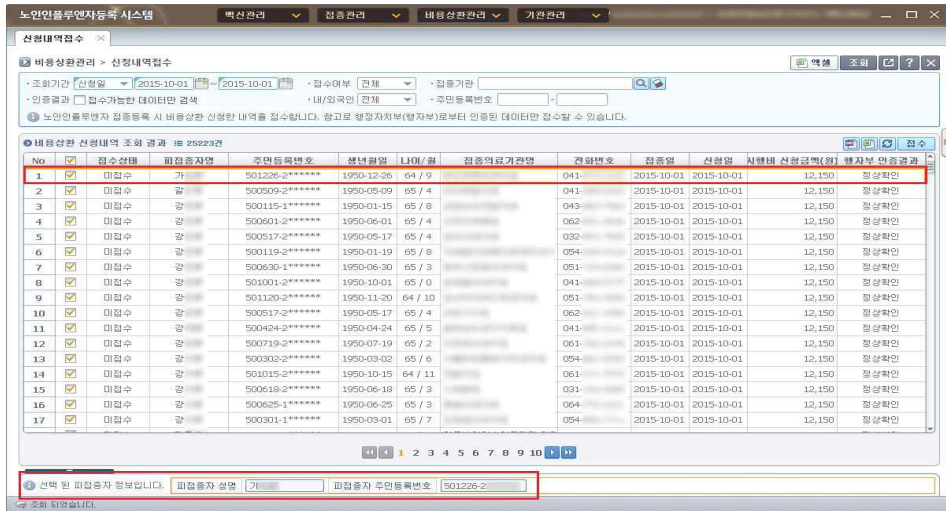 노인인플루엔자등록 시스템 백신관리 접종관리 비용상환관리 기관관리
신청내역접수
비용상환관리 > 신청내역접수 엑셀 조회 ?
·조회기간 신청일 2015-10-01 ~ 2015-10-01 ·접수여부 전체 ·접종기관
·인증결과 접수가능한 데이터만 검색 ·내/외국인 전체 ·주민등록번호 -
노인인플루엔자 접종등록 시 비용상환 신청한 내역을 접수합니다. 참고로 행정자치부(행자부)로부터 인증된 데이터만 접수할 수 있습니다.
비용상환 신청내역 조회 결과 25223건 접수
No 접수상태 피접종자명 주민등록번호 생년월일 나이/월 접종의료기관명 전화번호 접종일 신청일 시행비 신청금액(원) 행자부 인증결과
1 미접수 가 501226-2****** 1950-12-26 64 / 9 041- 2015-10-01 2015-10-01 12,150 정상확인
2 미접수 갈 500509-2****** 1950-05-09 65 / 4 041- 2015-10-01 2015-10-01 12,150 정상확인
3 미접수 강 500115-1****** 1950-01-15 65 / 8 043- 2015-10-01 2015-10-01 12,150 정상확인
4 미접수 강 500601-2****** 1950-06-01 65 / 4 062- 2015-10-01 2015-10-01 12,150 정상확인
5 미접수 강 500517-2****** 1950-05-17 65 / 4 032- 2015-10-01 2015-10-01 12,150 정상확인
6 미접수 강 500119-2****** 1950-01-19 65 / 8 054- 2015-10-01 2015-10-01 12,150 정상확인
7 미접수 강 500630-1****** 1950-06-30 65 / 3 051- 2015-10-01 2015-10-01 12,150 정상확인
8 미접수 강 501001-2****** 1950-10-01 65 / 0 041- 2015-10-01 2015-10-01 12,150 정상확인
9 미접수 강 501120-2****** 1950-11-20 64 / 10 051- 2015-10-01 2015-10-01 12,150 정상확인
10 미접수 강 500517-2****** 1950-05-17 65 / 4 062- 2015-10-01 2015-10-01 12,150 정상확인
11 미접수 강 500424-2****** 1950-04-24 65 / 5 041- 2015-10-01 2015-10-01 12,150 정상확인
12 미접수 강 500719-2****** 1950-07-19 65 / 2 061- 2015-10-01 2015-10-01 12,150 정상확인
13 미접수 강 500302-2****** 1950-03-02 65 / 6 054- 2015-10-01 2015-10-01 12,150 정상확인
14 미접수 강 501015-2****** 1950-10-15 64 / 11 061- 2015-10-01 2015-10-01 12,150 정상확인
15 미접수 강 500618-2****** 1950-06-18 65 / 3 031- 2015-10-01 2015-10-01 12,150 정상확인
16 미접수 강 500625-1****** 1950-06-25 65 / 3 064- 2015-10-01 2015-10-01 12,150 정상확인
17 미접수 강 500301-1****** 1950-03-01 65 / 7 054- 2015-10-01 2015-10-01 12,150 정상확인
1 2 3 4 5 6 7 8 9 10
선택 된 피접종자 정보입니다. 피접종자 성명 가 피접종자 주민등록번호 501226-2
조회 되었습니다.